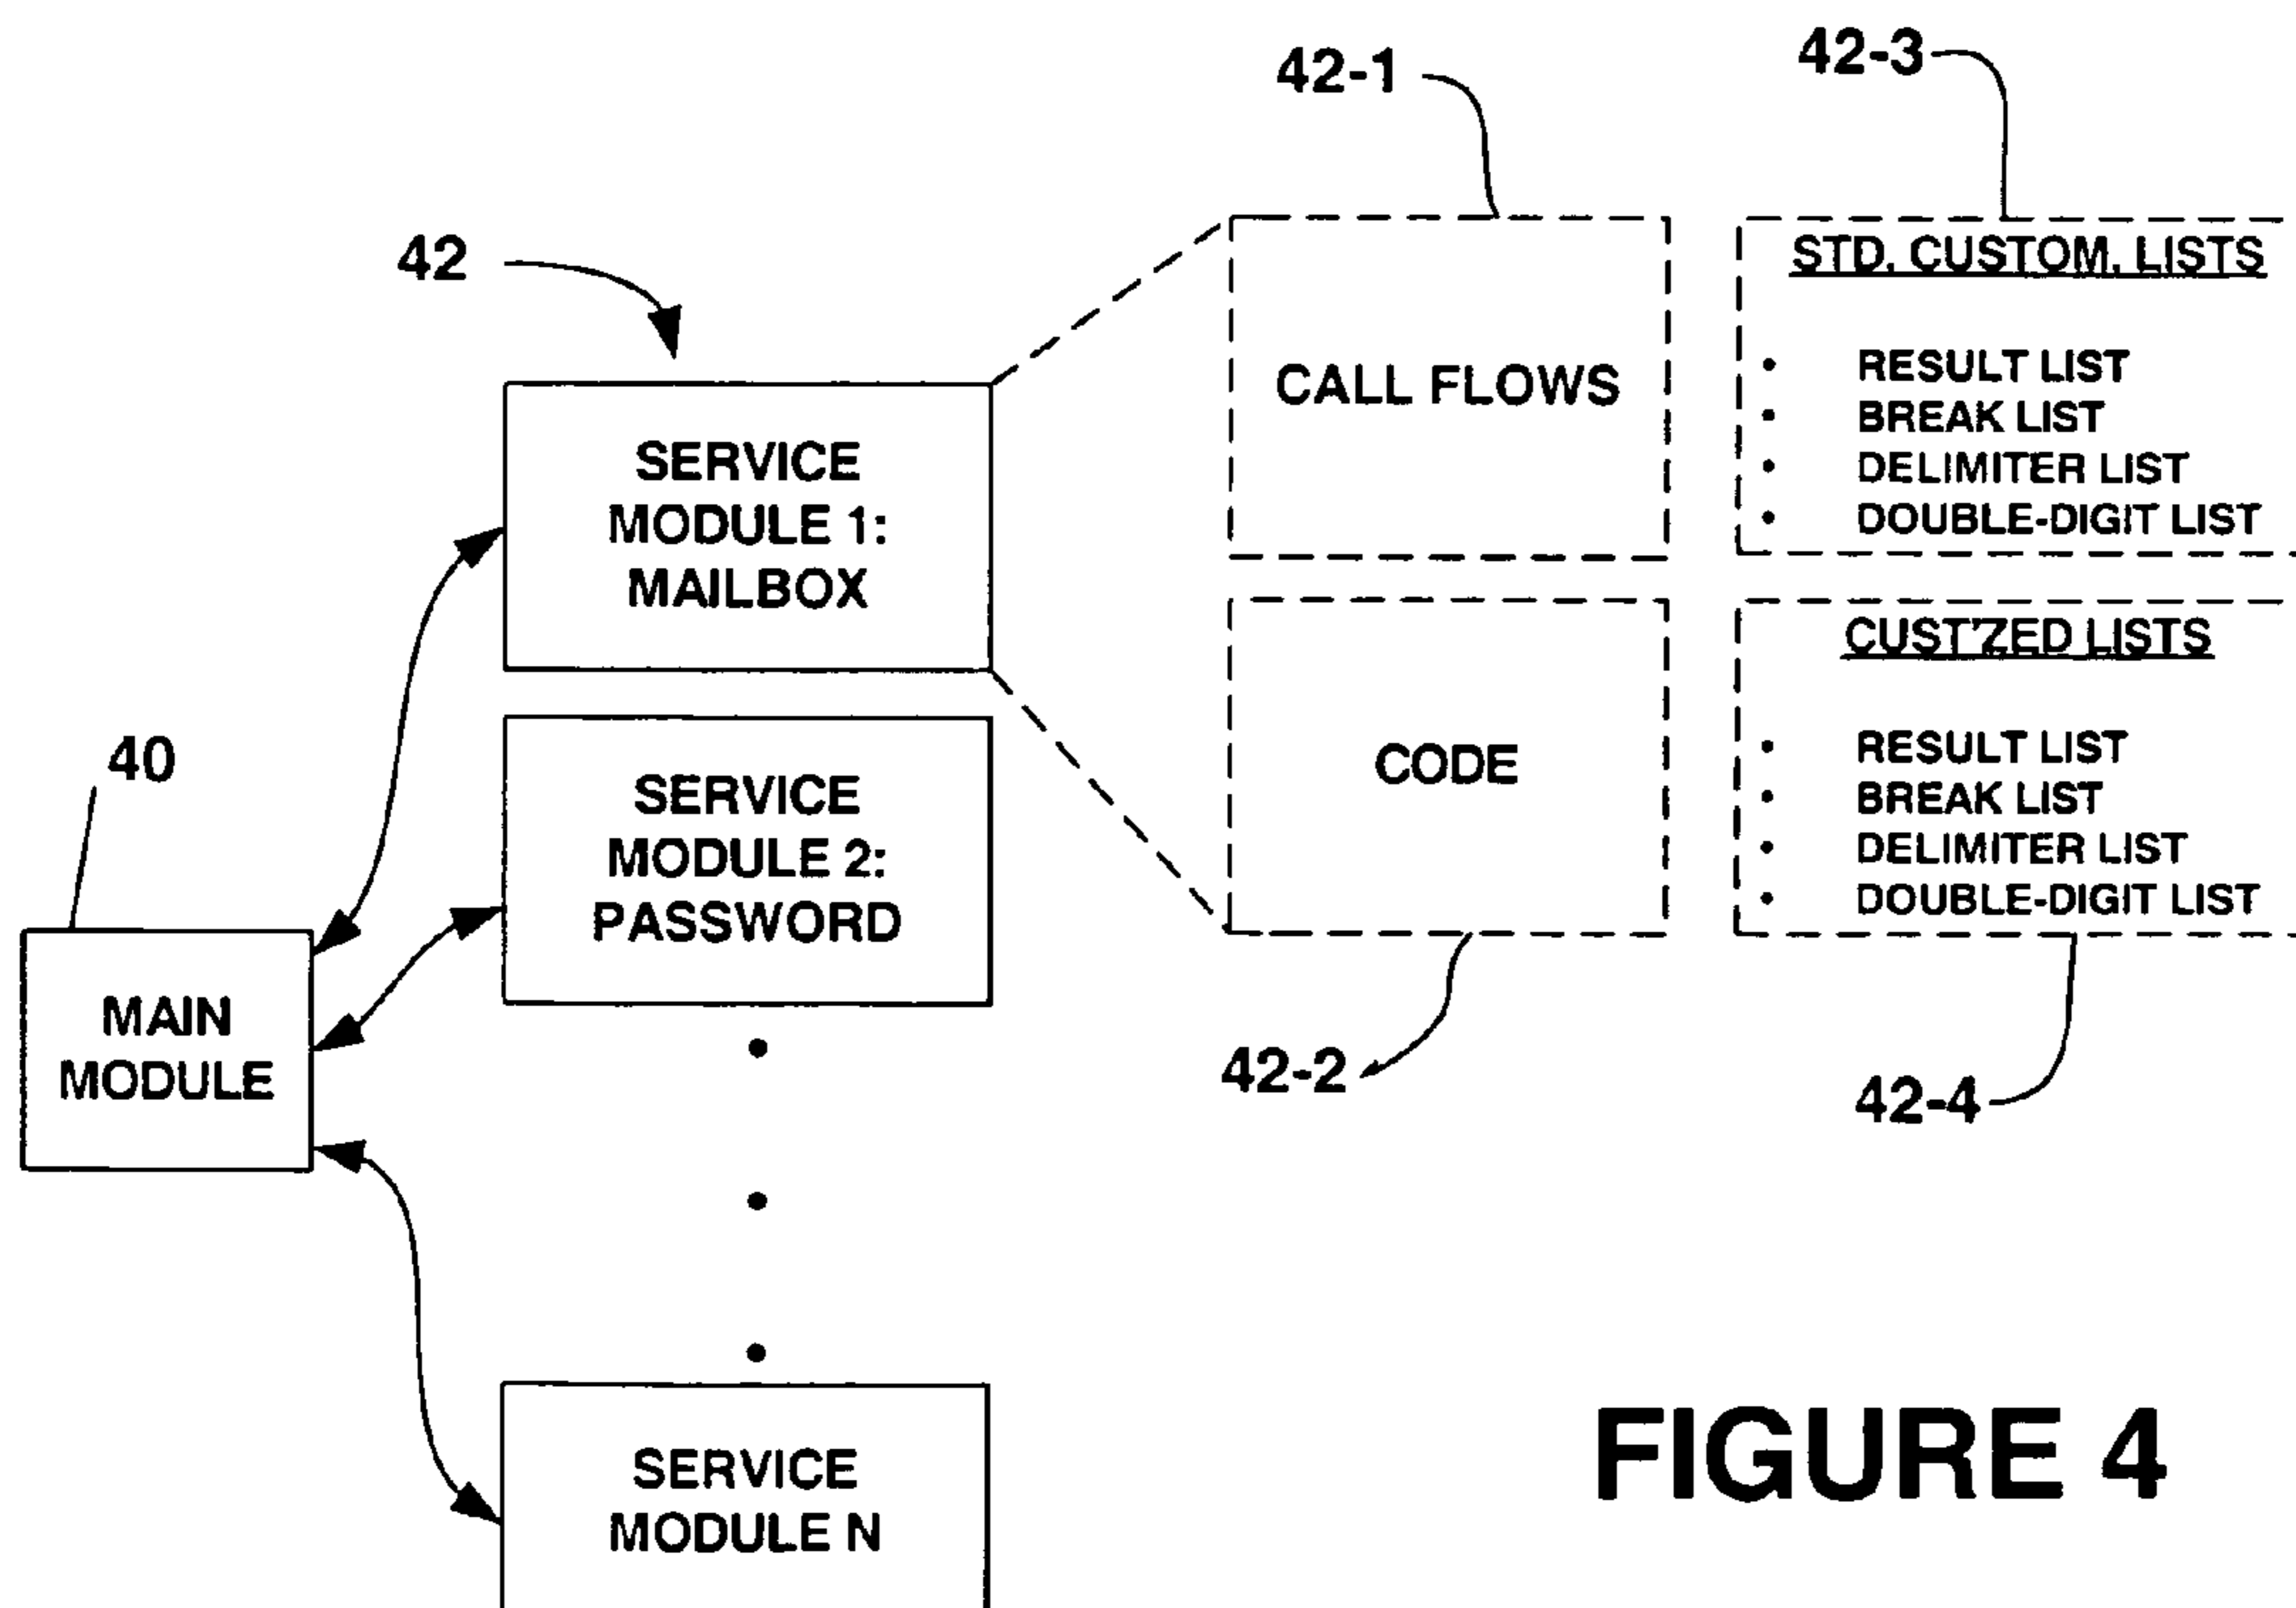 42-1
42-3
42
STD. CUSTOM. LISTS
• RESULT LIST
• BREAK LIST
• DELIMITER LIST
• DOUBLE-DIGIT LIST
CALL FLOWS
SERVICE
MODULE 1:
MAILBOX
CUST'ZED LISTS
• RESULT LIST
• BREAK LIST
• DELIMITER LIST
• DOUBLE-DIGIT LIST
CODE
40
SERVICE
MODULE 2:
PASSWORD
MAIN
MODULE
42-2
42-4
SERVICE
MODULE N
FIGURE 4